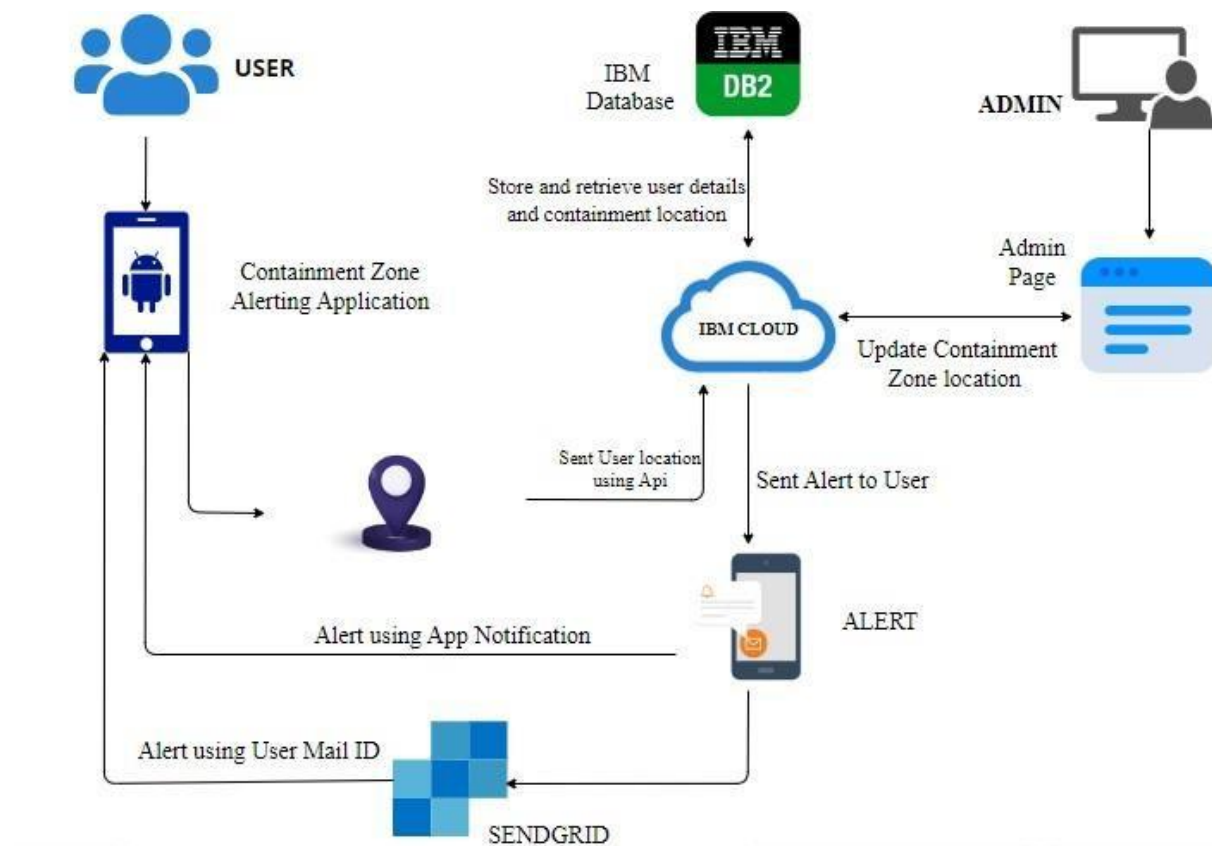 USER
IBM
Database
IBM
DB2
ADMIN
Store and retrieve user details
and containment location
Containment Zone
Alerting Application
Admin
Page
IBM CLOUD
Update Containment
Zone location
Sent User location
using Api
Sent Alert to User
Alert using App Notification
ALERT
Alert using User Mail ID
SENDGRID